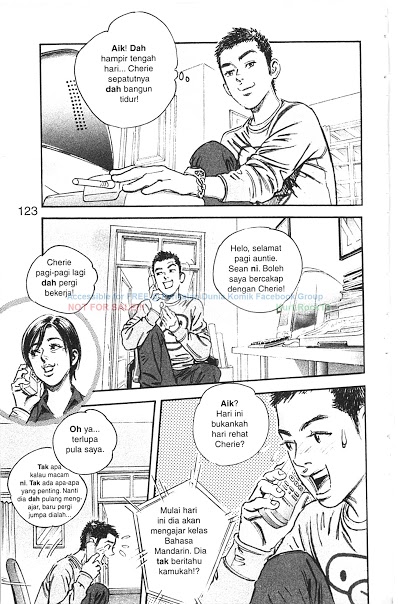 Aik! Dah
hampir tengah
hari... Cherie
sepatutnya
dah bangun
tidur!
123
Helo, selamat
pagi auntie.
Sean ni. Boleh
saya bercakap
dengan Cherie!
Cherie
pagi-pagi lagi
dah pergi
bekerja!
NOT FOR SALE
Komik Facebook Group
Aik?
Hari ini
bukankah
hari rehat
Cherie?
Oh ya...
terlupa
pula saya.
Tak apa
kalau macam
ni. Tak ada apa-apa
yang penting. Nanti
dia dah pulang meng-
ajar, baru pergi
jumpa dialah...
Mulai hari
ini dia akan
mengajar kelas
Bahasa
Mandarin. Dia
tak beritahu
kamukah!?